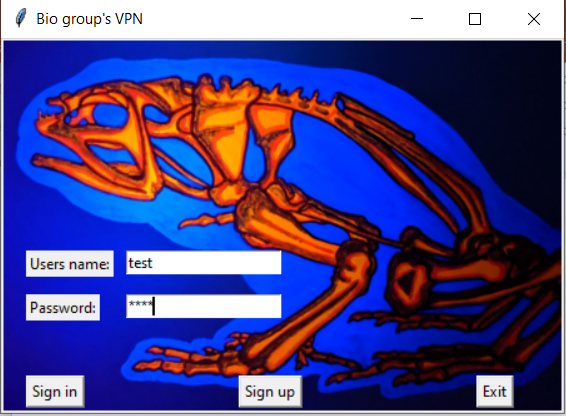 Bio group's VPN
Users name: test
Password: ****
Sign in Sign up Exit